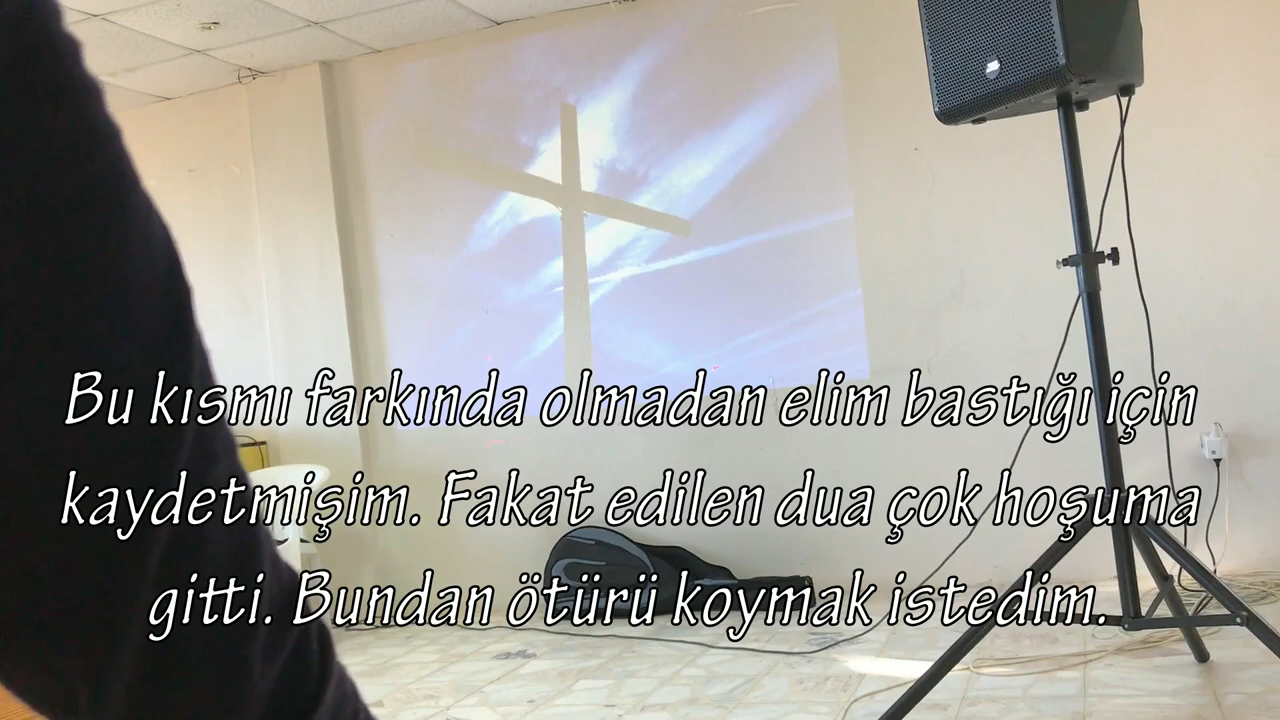 Bu kısmı farkında olmadan elim bastığı için
kaydetmişim. Fakat edilen dua çok hoşuma
gitti. Bundan ötürü koymak istedim.